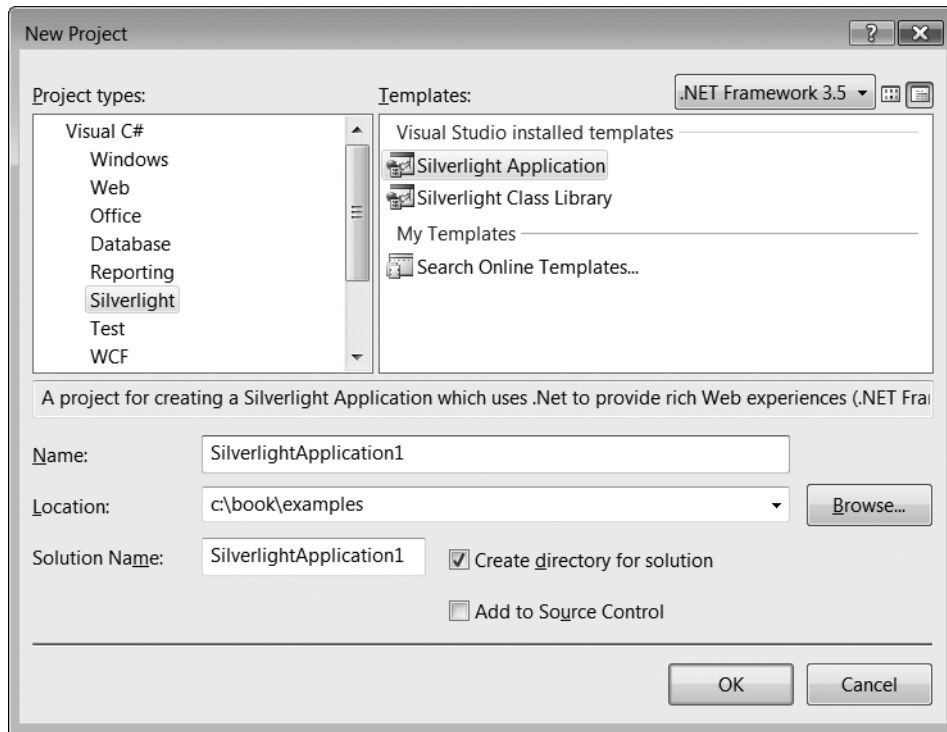 New Project
Project types:
Templates:
.NET Framework 3.5
Visual C#
Windows
Web
Office
Database
Reporting
Silverlight
Test
WCF
Visual Studio installed templates
Silverlight Application
Silverlight Class Library
My Templates
Search Online Templates...
A project for creating a Silverlight Application which uses .Net to provide rich Web experiences (.NET Fra
Name:
SilverlightApplication1
Location:
c:\book\examples
Browse...
Solution Name:
SilverlightApplication1
Create directory for solution
Add to Source Control
OK
Cancel